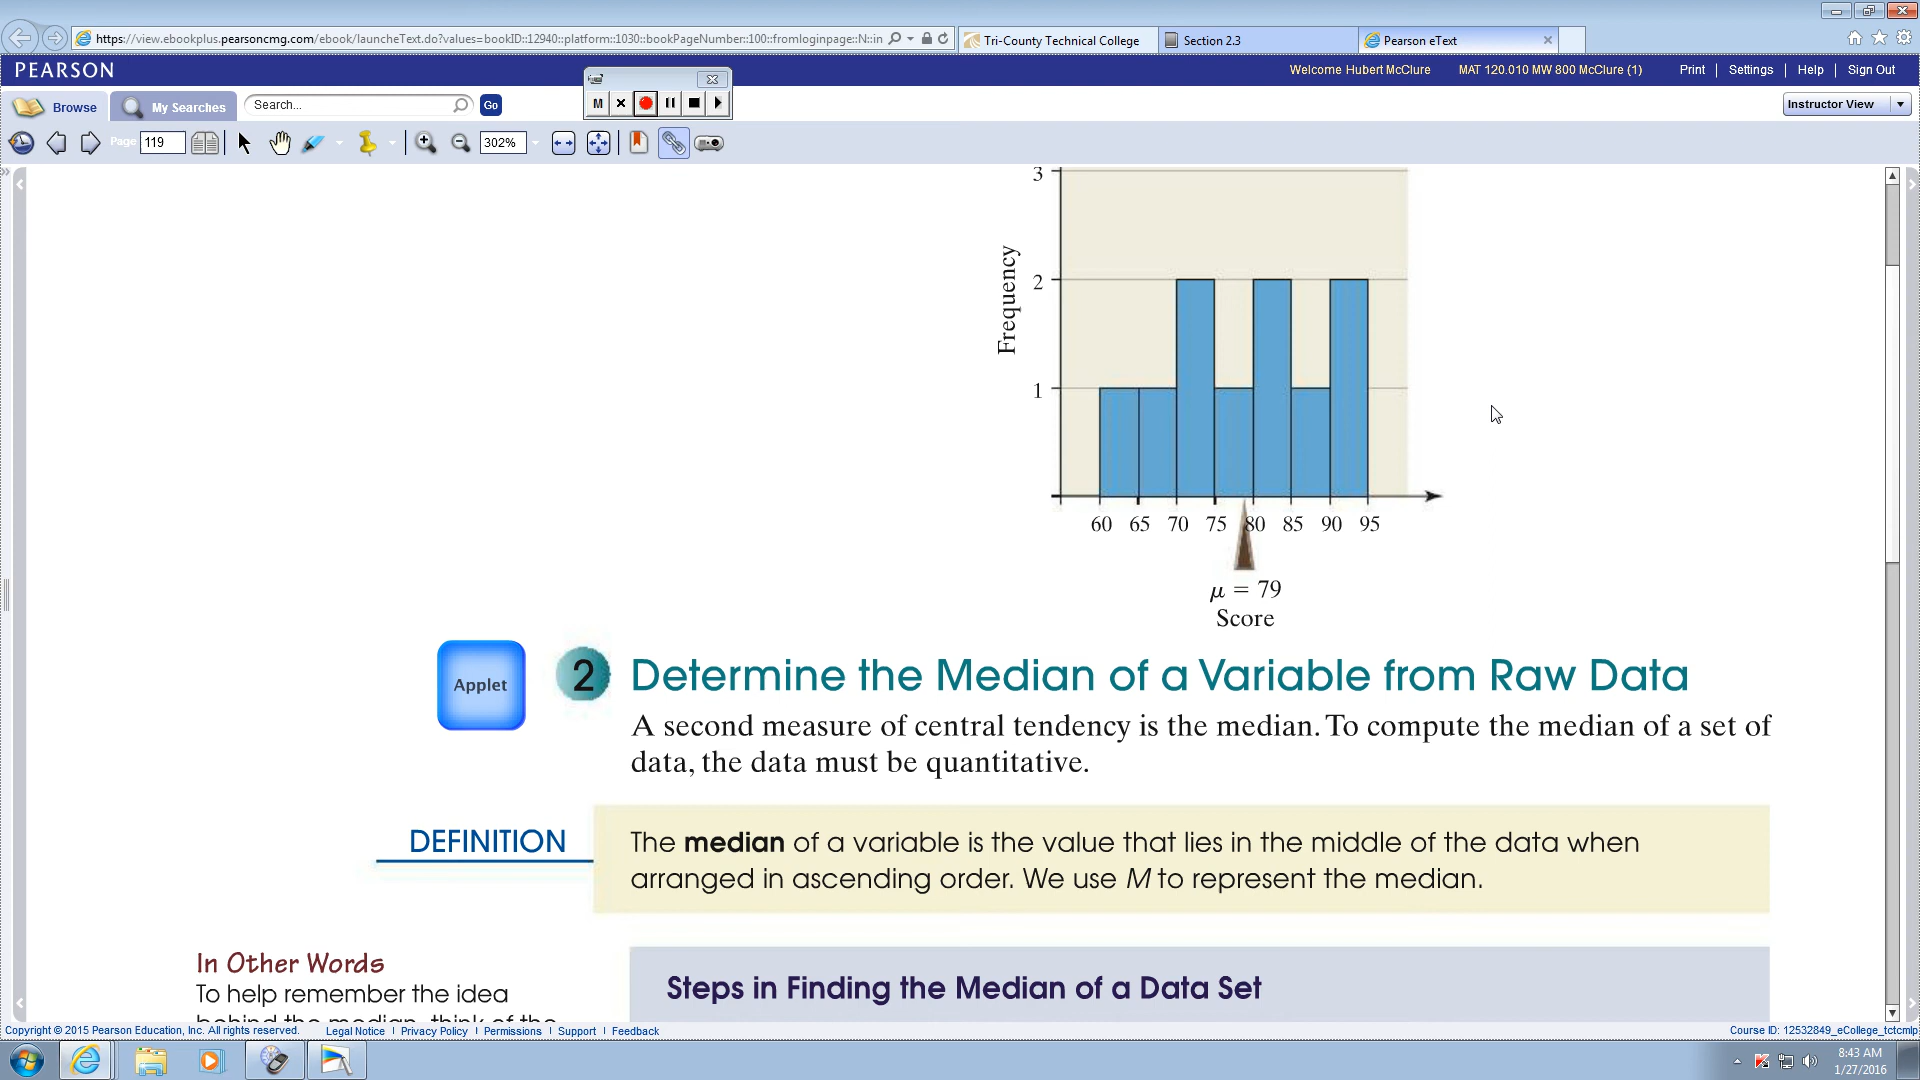 https://view.ebookplus.pearsoncmg.com/ebook/launcheText.do?values=bookID::12940::platform::1030::bookPageNumber::100::fromloginpage::N::in
Tri-County Technical College
Section 2.3
Pearson eText
PEARSON
Welcome Hubert McClure
MAT 120.010 MW 800 McClure (1)
Print
Settings
Help
Sign Out
Browse
My Searches
Search...
Go
M
Instructor View
Page
119
302%
3
2
1
Frequency
60 65 70 75 80 85 90 95
μ = 79
Score
Applet
2 Determine the Median of a Variable from Raw Data
A second measure of central tendency is the median. To compute the median of a set of
data, the data must be quantitative.
DEFINITION
The median of a variable is the value that lies in the middle of the data when
arranged in ascending order. We use M to represent the median.
In Other Words
To help remember the idea
behind the median, think of the
Steps in Finding the Median of a Data Set
Copyright © 2015 Pearson Education, Inc. All rights reserved.
Legal Notice | Privacy Policy | Permissions | Support | Feedback
Course ID: 12532849_eCollege_tctcmlp
8:43 AM
1/27/2016